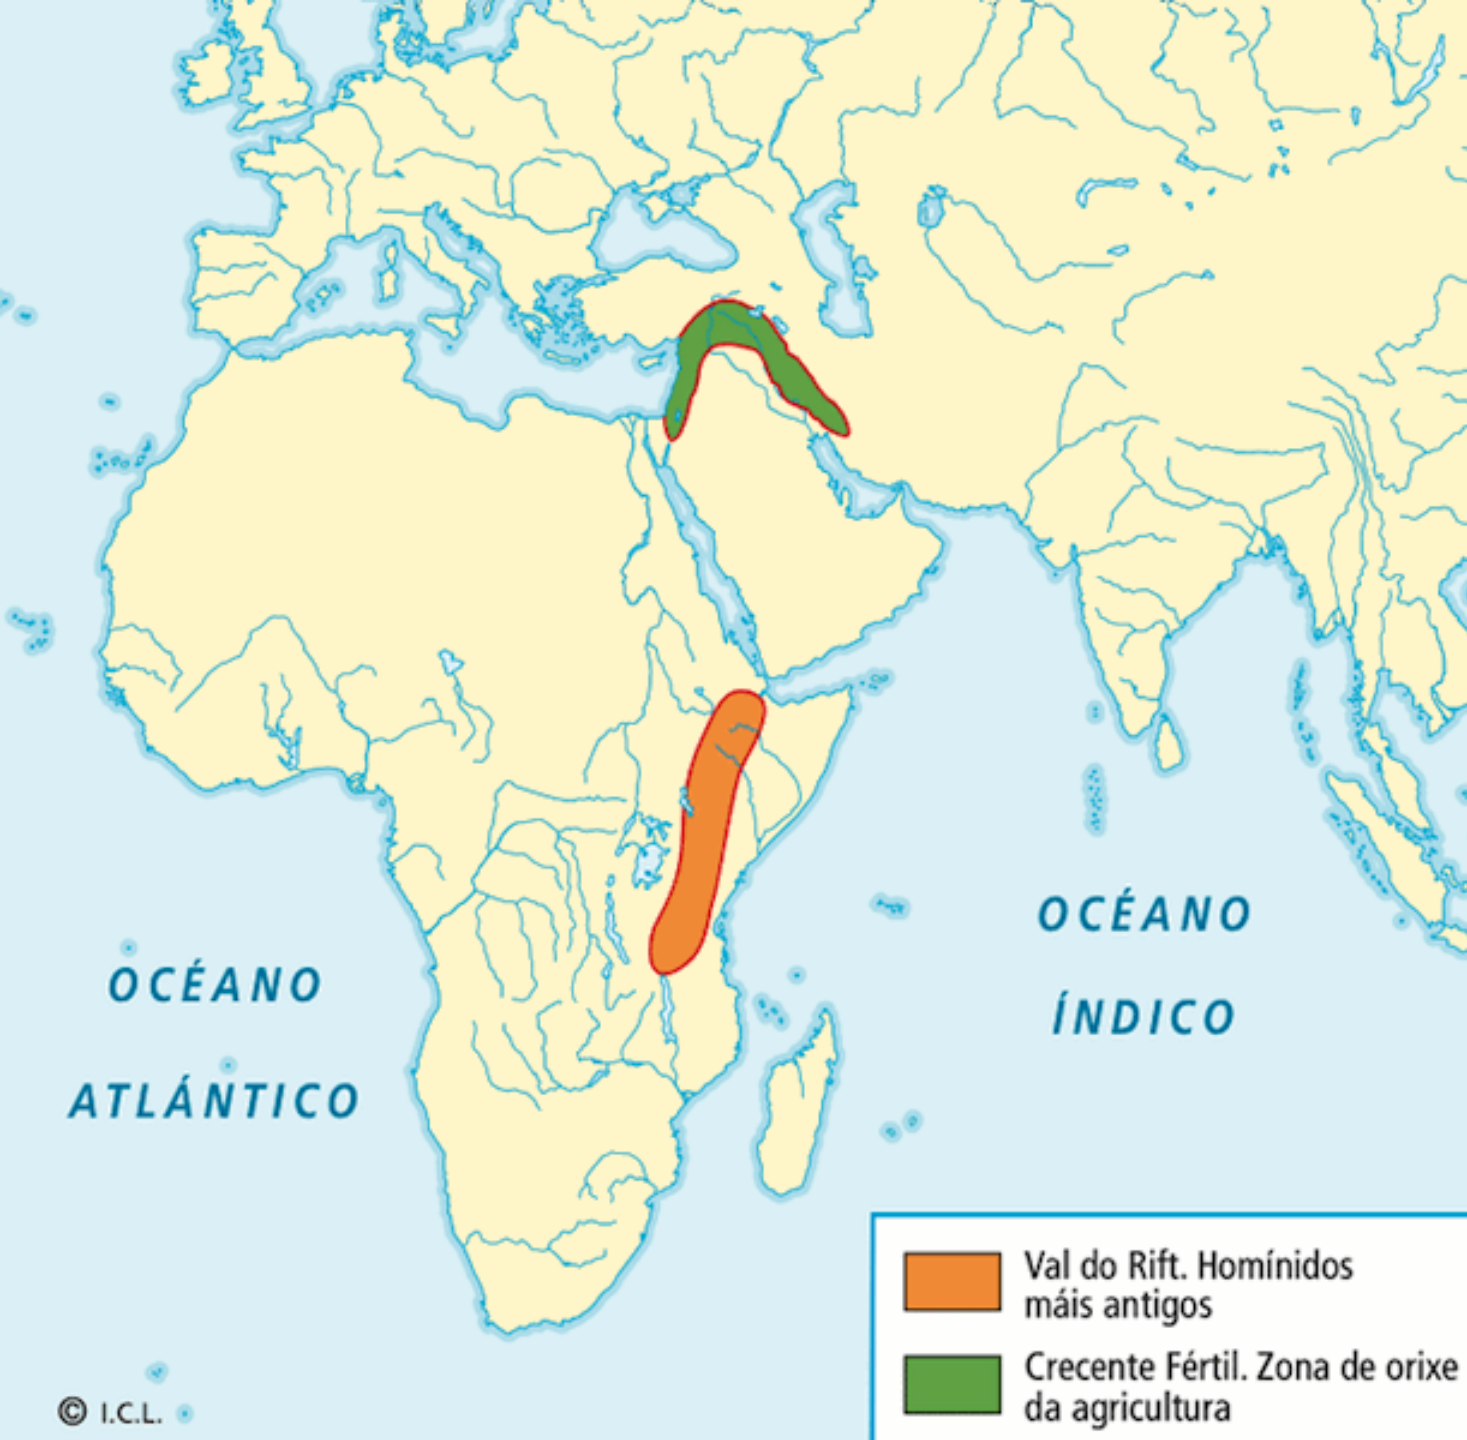 OCÉANO
ÍNDICO
OCÉANO
ATLÁNTICO
Val do Rift. Homínidos
máis antigos
Crecente Fértil. Zona de orixe
da agricultura
© I.C.L.